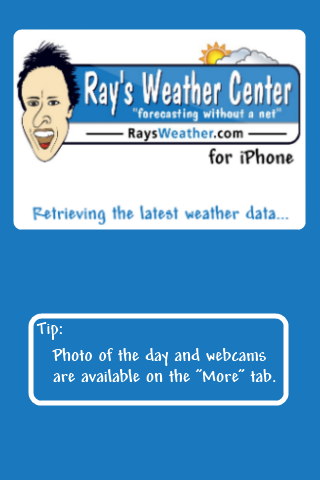 Ray's Weather Center
"forecasting without a net"
RaysWeather.com
for iPhone
Retrieving the latest weather data...
Tip:
Photo of the day and webcams
are available on the "More" tab.